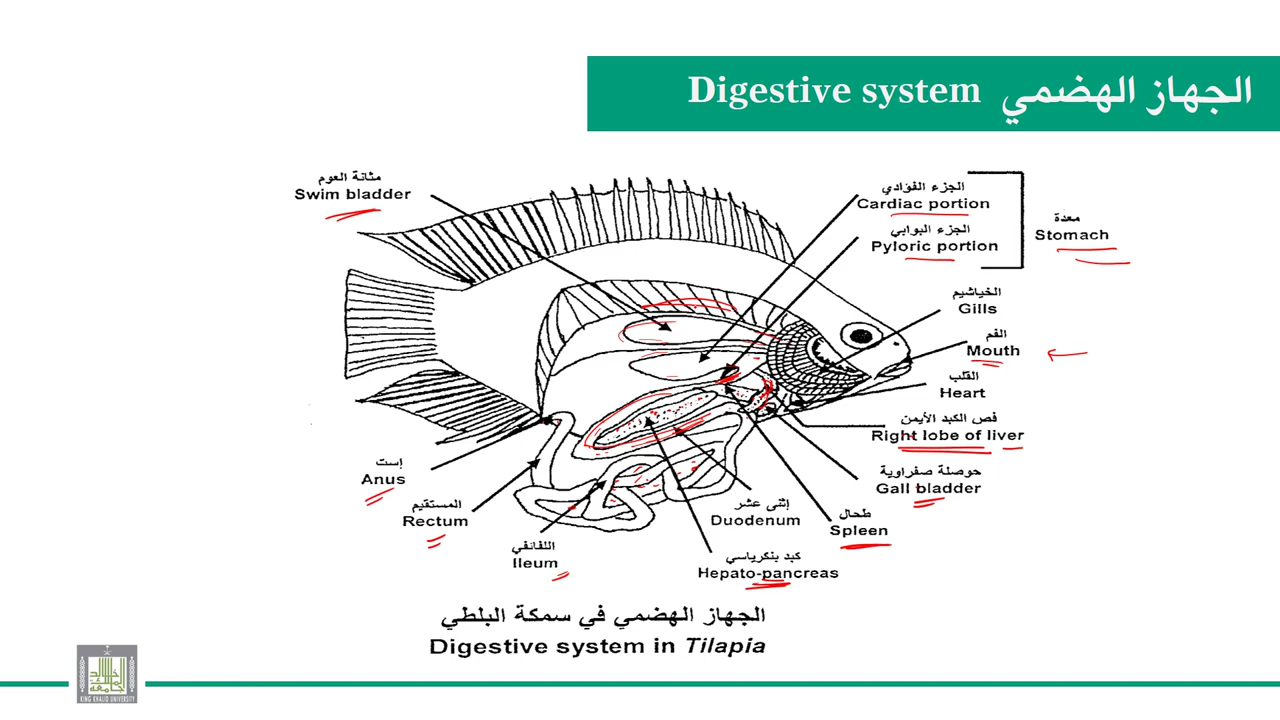 Digestive system الجهاز الهضمي
مثانة العوم
Swim bladder
الجزء الفؤادي
Cardiac portion
الجزء البوابي
Pyloric portion
معدة
Stomach
الخياشيم
Gills
الفم
Mouth
القلب
Heart
فص الكبد الأيمن
Right lobe of liver
حوصلة صفراوية
Gall bladder
طحال
Spleen
إثنى عشر
Duodenum
كبد بنكرياسي
Hepato-pancreas
اللفائفي
Ileum
المستقيم
Rectum
إست
Anus
الجهاز الهضمي في سمكة البلطي
Digestive system in Tilapia
KING KHALID UNIVERSITY